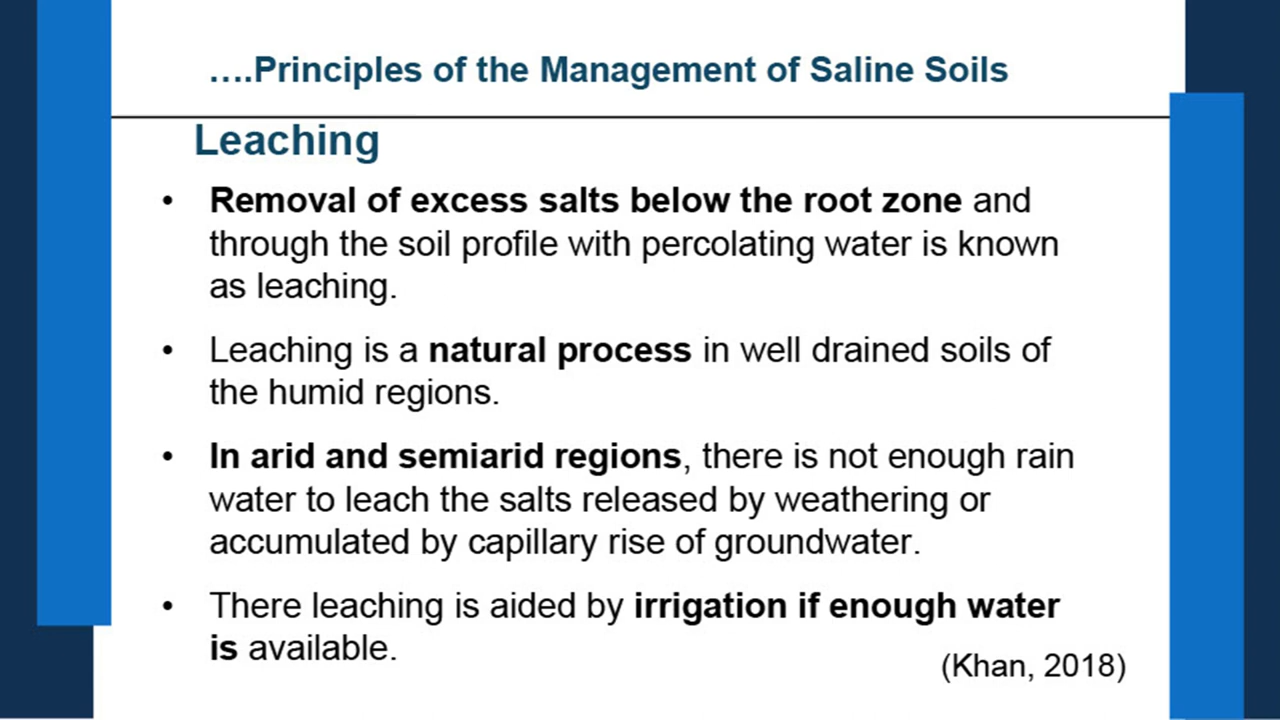 ….Principles of the Management of Saline Soils
Leaching
• Removal of excess salts below the root zone and
through the soil profile with percolating water is known
as leaching.
• Leaching is a natural process in well drained soils of
the humid regions.
• In arid and semiarid regions, there is not enough rain
water to leach the salts released by weathering or
accumulated by capillary rise of groundwater.
• There leaching is aided by irrigation if enough water
is available.
(Khan, 2018)